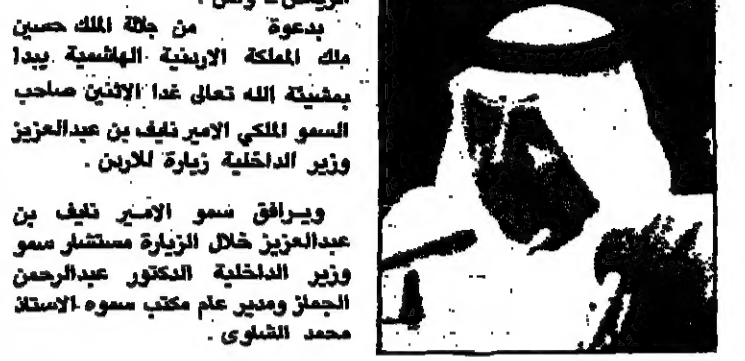 بدعوة من جلالة الملك حسين
ملك المملكة الاردنية الهاشمية يبدا
بمشيئة الله تعالى غدا الاثنين صاحب
السمو الملكي الامير نايف بن عبدالعزيز
وزير الداخلية زيارة للاردن .
ويرافق سمو الامير نايف بن
عبدالعزيز خلال الزيارة مستشار سمو
وزير الداخلية الدكتور عبدالرحمن
الجماز ومدير عام مكتب سموه الاستاذ
محمد الشلوى .